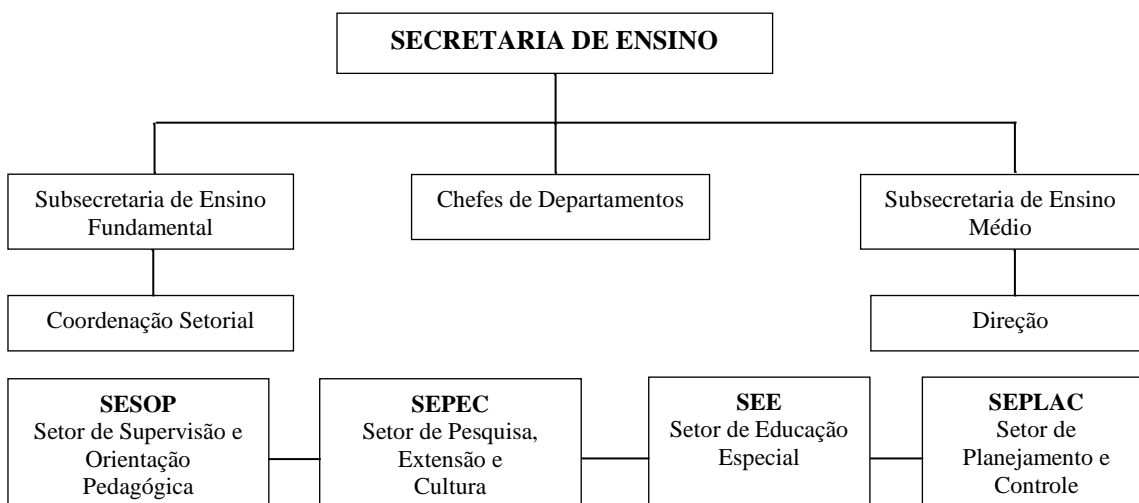 SECRETARIA DE ENSINO
Subsecretaria de Ensino
Fundamental
Chefes de Departamentos
Subsecretaria de Ensino
Médio
Coordenação Setorial
Direção
SESOP
Setor de Supervisão e
Orientação
Pedagógica
SEPEC
Setor de Pesquisa,
Extensão e
Cultura
SEE
Setor de Educação
Especial
SEPLAC
Setor de
Planejamento e
Controle